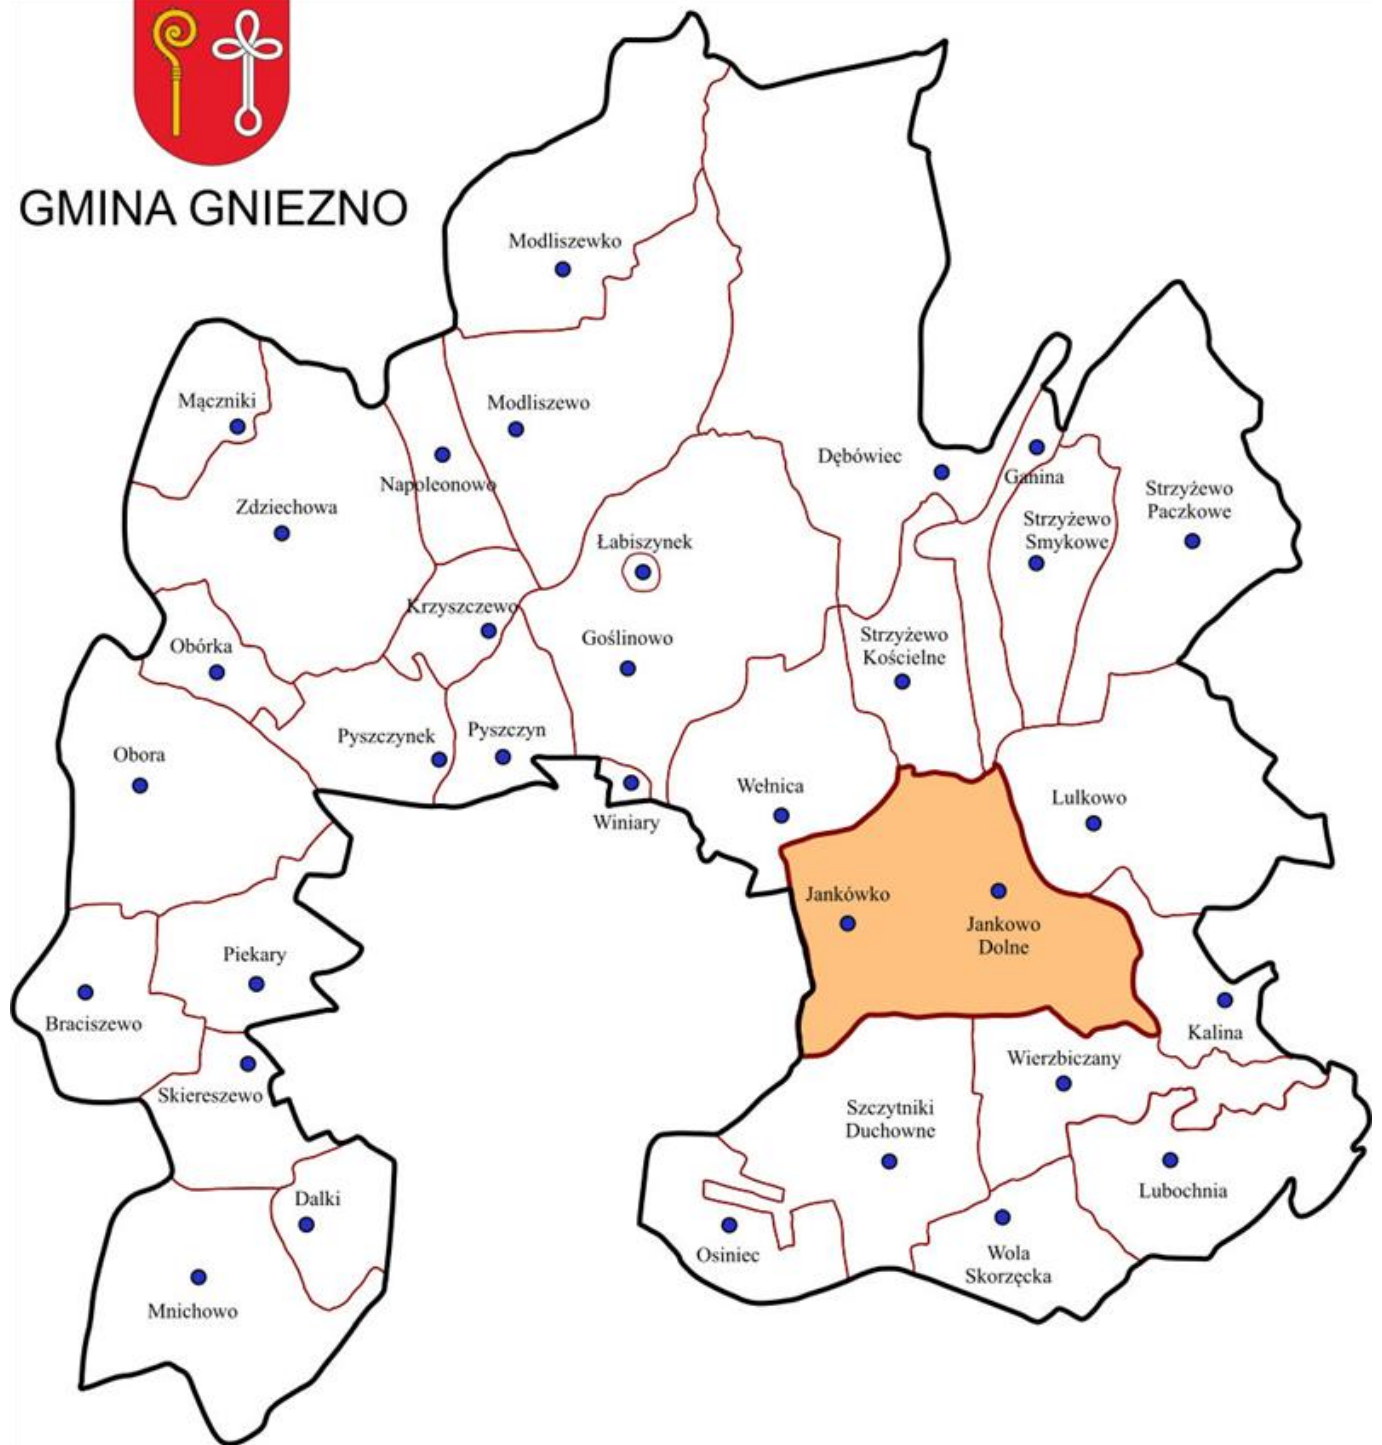 GMINA GNIEZNO
Modliszewko
Mączniki
Modliszewo
Dębówiec
Napoleonowo
Ganina
Strzyżewo
Paczkowe
Zdziechowa
Strzyżewo
Smykowe
Łabiszynek
Krzyszczewo
Obórka
Goślinowo
Strzyżewo
Kościelne
Pyszczynek
Pyszczyn
Obora
Wełnica
Lulkowo
Winiary
Jankówko
Jankowo
Dolne
Piekary
Braciszewo
Kalina
Wierzbiczany
Skiereszewo
Szczytniki
Duchowne
Lubochnia
Dalki
Osiniec
Wola
Skorzęcka
Mnichowo